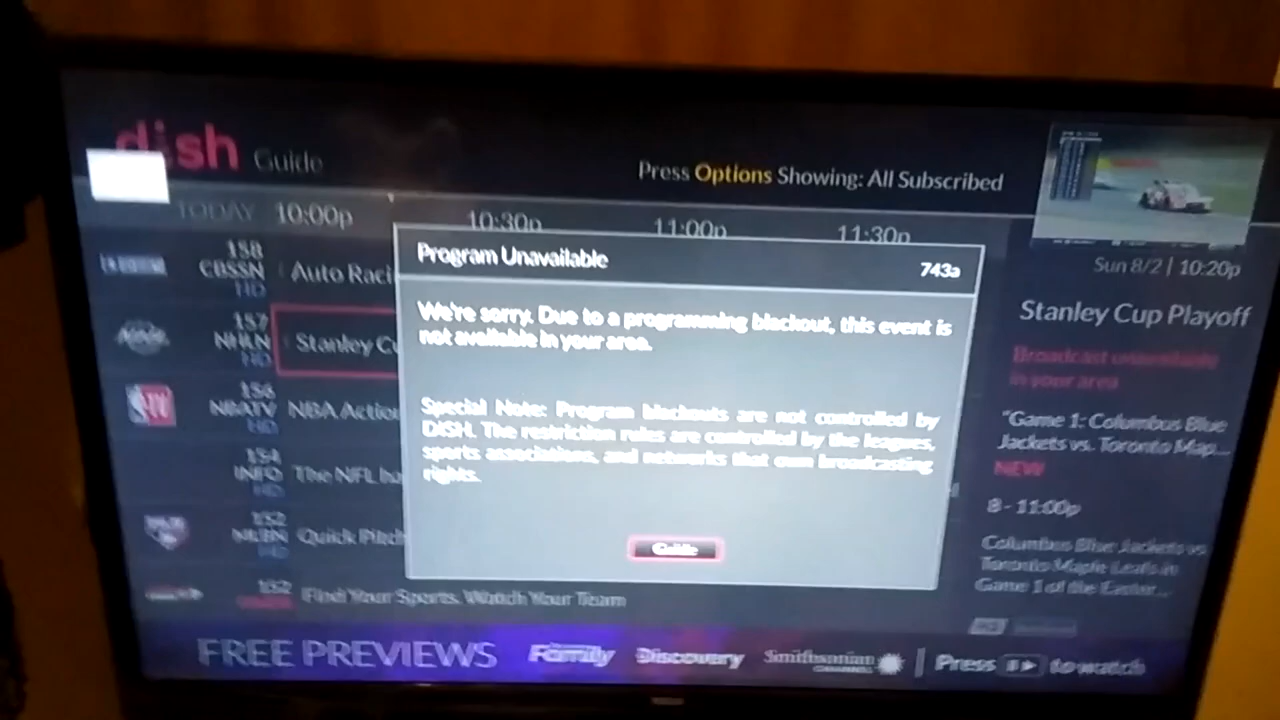 dish Guide
Press Options Showing: All Subscribed
TODAY 10:00p 10:30p 11:00p 11:30p
Sun 8/2 | 10:20p
158
CBSSN
HD
Auto Raci
157
NHLN
HD
Stanley Cu
156
NBATV
HD
NBA Action
154
INFO
HD
The NFL ha
152
MLBN
HD
Quick Pitch
152
Find Your Sports. Watch Your Team
Program Unavailable
743a
We're sorry. Due to a programming blackout, this event is
not available in your area.
Special Note: Program blackouts are not controlled by
DISH. The restriction rules are controlled by the leagues,
sports associations, and networks that own broadcasting
rights.
Guide
Stanley Cup Playoff
Broadcast unavailable
in your area
"Game 1: Columbus Blue
Jackets vs. Toronto Map...
NEW
8 - 11:00p
Columbus Blue Jackets vs
Toronto Maple Leafs in
Game 1 of the Easter...
FREE PREVIEWS Family Discovery Smithsonian | Press to watch